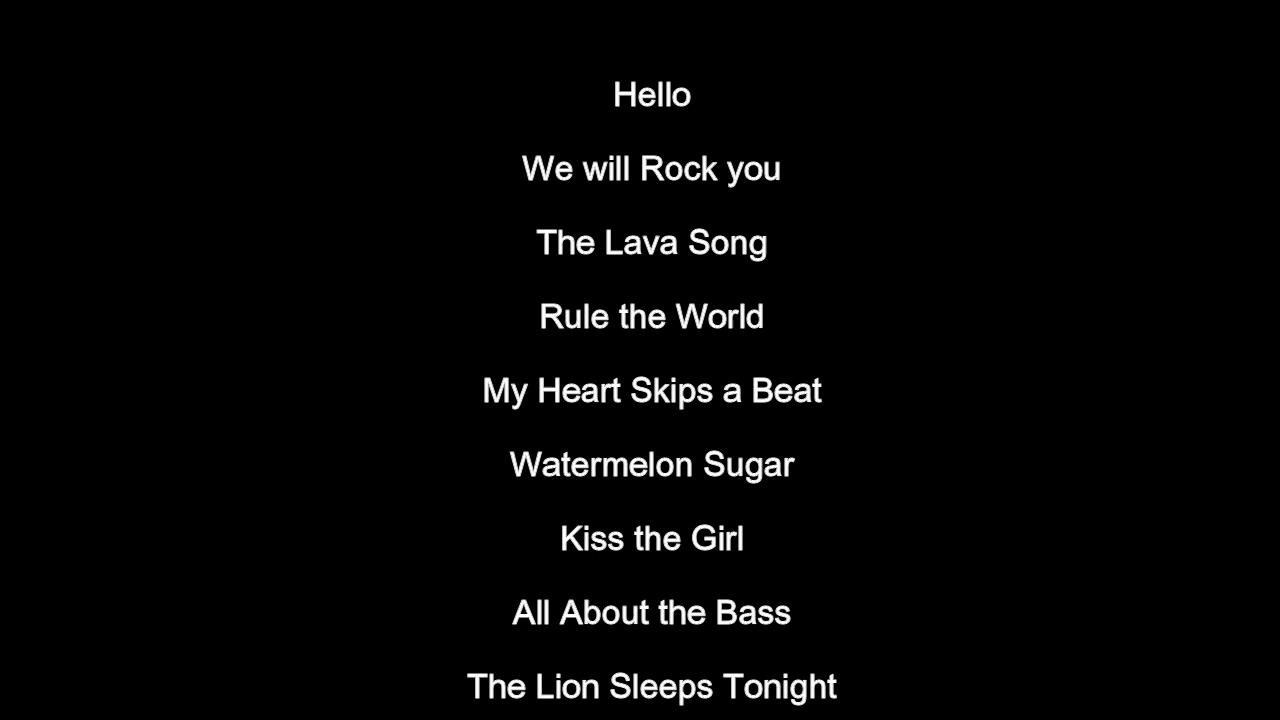 Hello
We will Rock you
The Lava Song
Rule the World
My Heart Skips a Beat
Watermelon Sugar
Kiss the Girl
All About the Bass
The Lion Sleeps Tonight